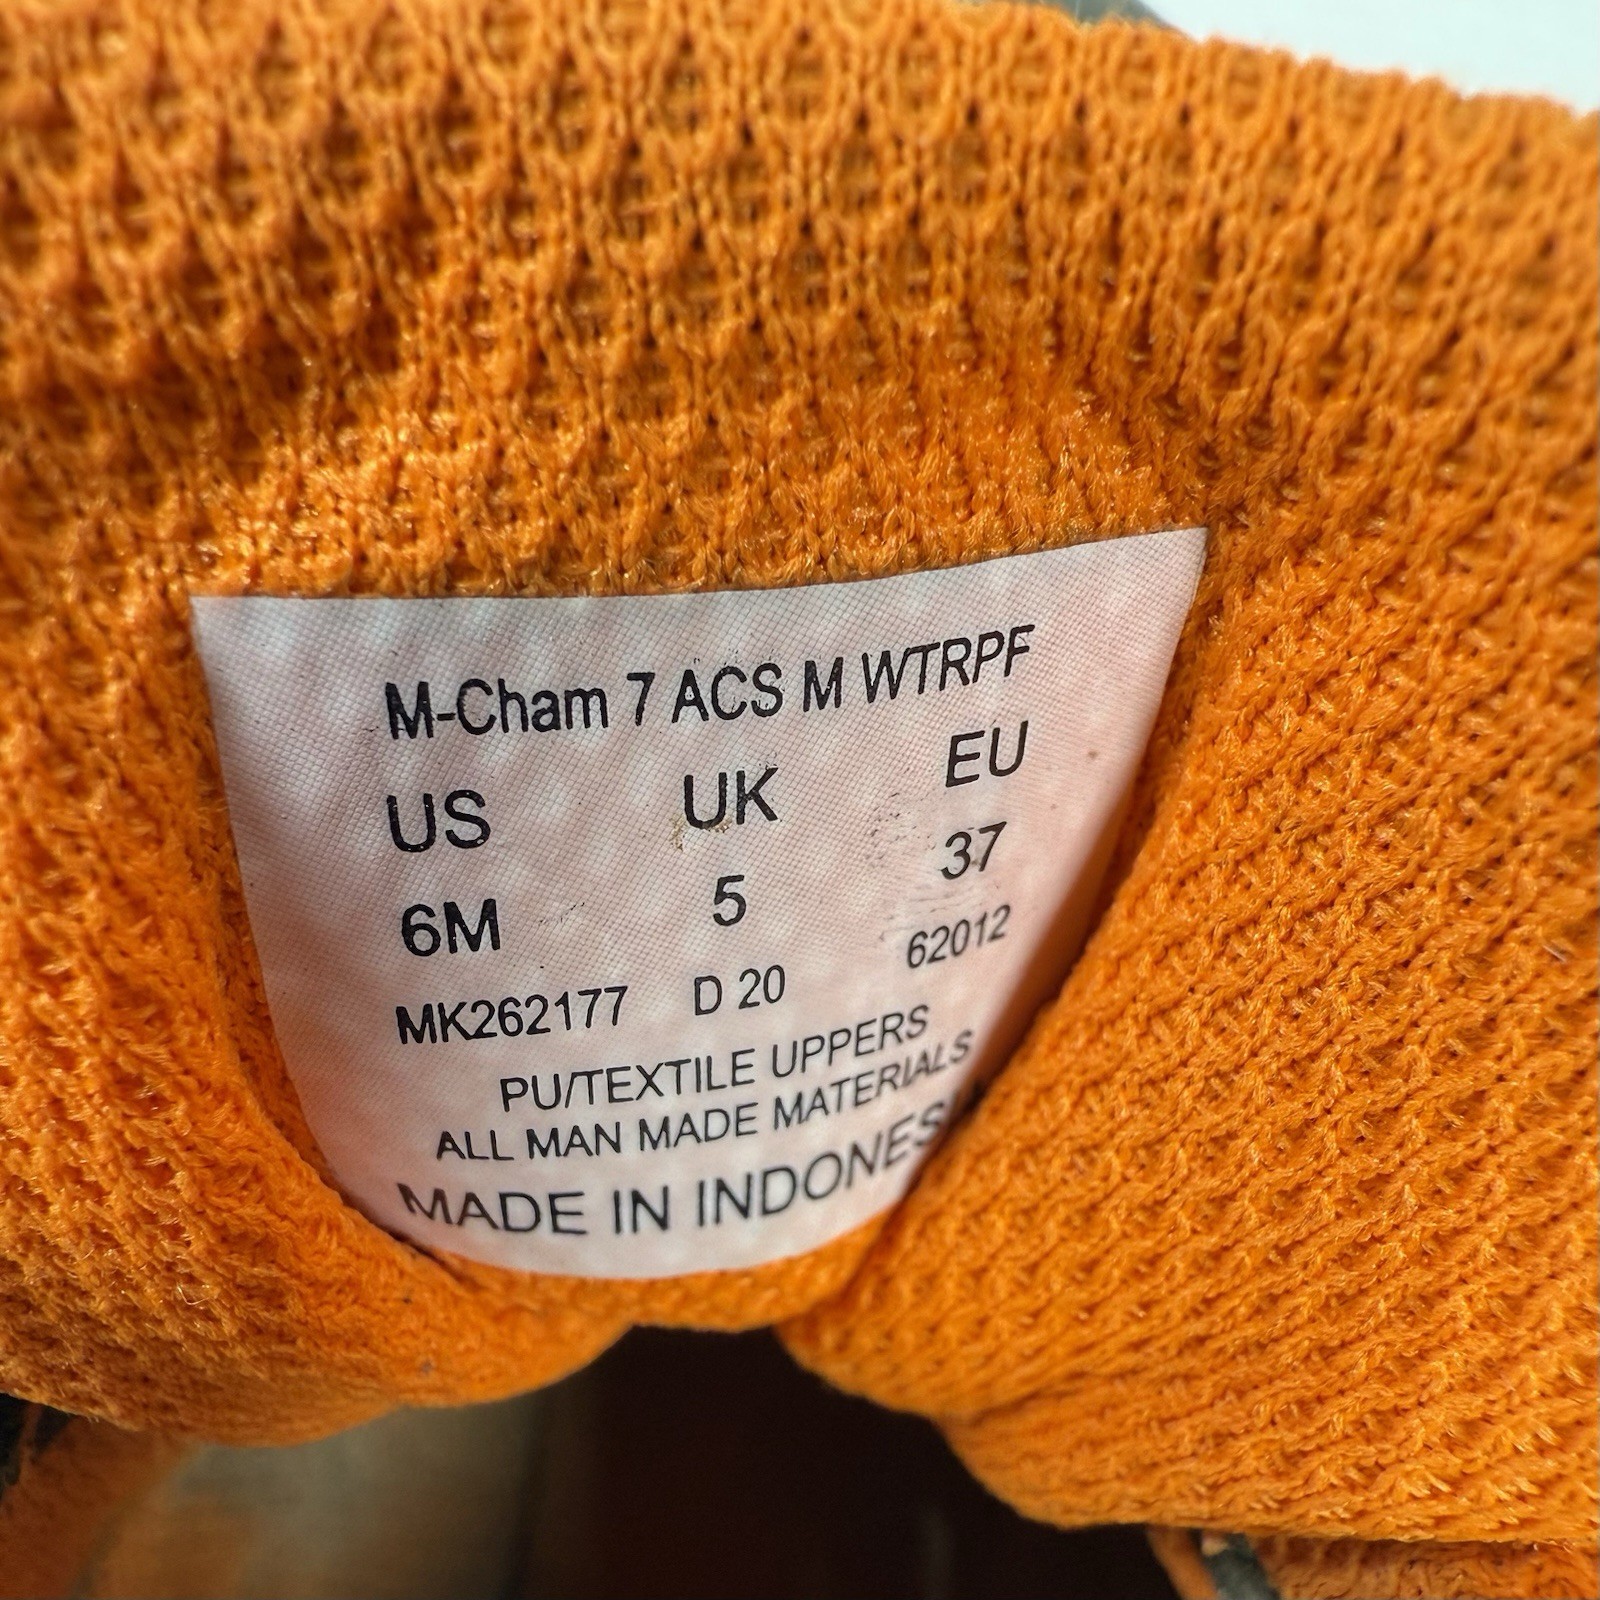 M-Cham 7 ACS M WTRPF
US UK EU
6M 5 37
MK262177 D 20 62012
PU/TEXTILE UPPERS
ALL MAN MADE MATERIALS
MADE IN INDONES